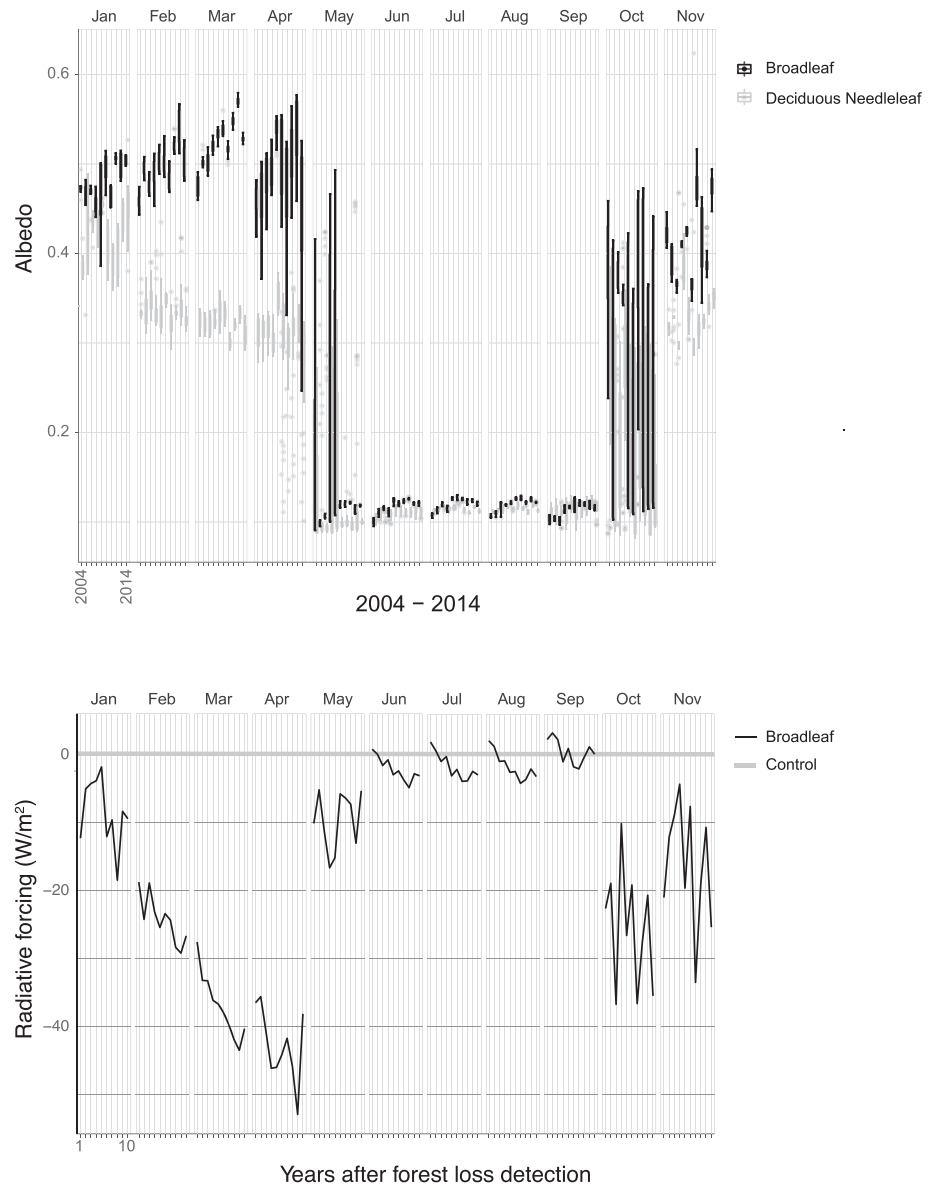 Jan Feb Mar Apr May Jun Jul Aug Sep Oct Nov
0.6
0.4
0.2
Albedo
Broadleaf
Deciduous Needleleaf
2004 2014
2004 − 2014
Jan Feb Mar Apr May Jun Jul Aug Sep Oct Nov
0
−20
−40
Radiative forcing (W/m²)
Broadleaf
Control
1 10
Years after forest loss detection